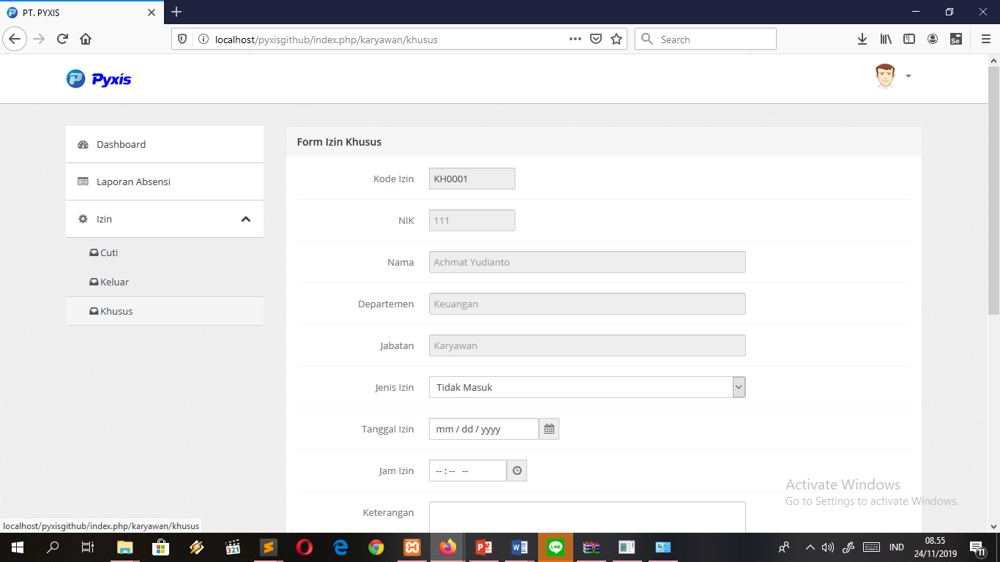 PT. PYXIS
localhost/pyxisgithub/index.php/karyawan/khusus
Search
Pyxis
Dashboard
Laporan Absensi
Izin
Cuti
Keluar
Khusus
Form Izin Khusus
Kode Izin KH0001
NIK 111
Nama Achmat Yudianto
Departemen Keuangan
Jabatan Karyawan
Jenis Izin Tidak Masuk
Tanggal Izin mm / dd / yyyy
Jam Izin -- : -- --
Keterangan
Activate Windows
Go to Settings to activate Windows.
localhost/pyxisgithub/index.php/karyawan/khusus
IND
08.55
24/11/2019
11